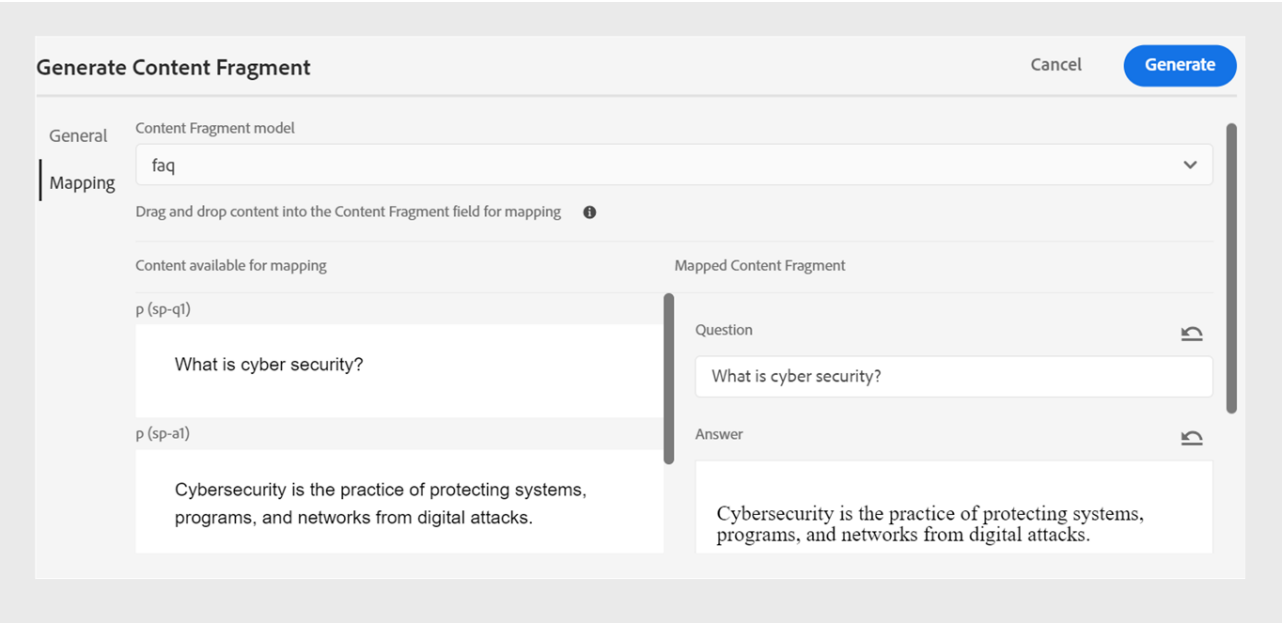 Generate Content Fragment
Cancel
Generate
General
Mapping
Content Fragment model
faq
Drag and drop content into the Content Fragment field for mapping
Content available for mapping
p (sp-q1)
What is cyber security?
p (sp-a1)
Cybersecurity is the practice of protecting systems,
programs, and networks from digital attacks.
Mapped Content Fragment
Question
What is cyber security?
Answer
Cybersecurity is the practice of protecting systems,
programs, and networks from digital attacks.